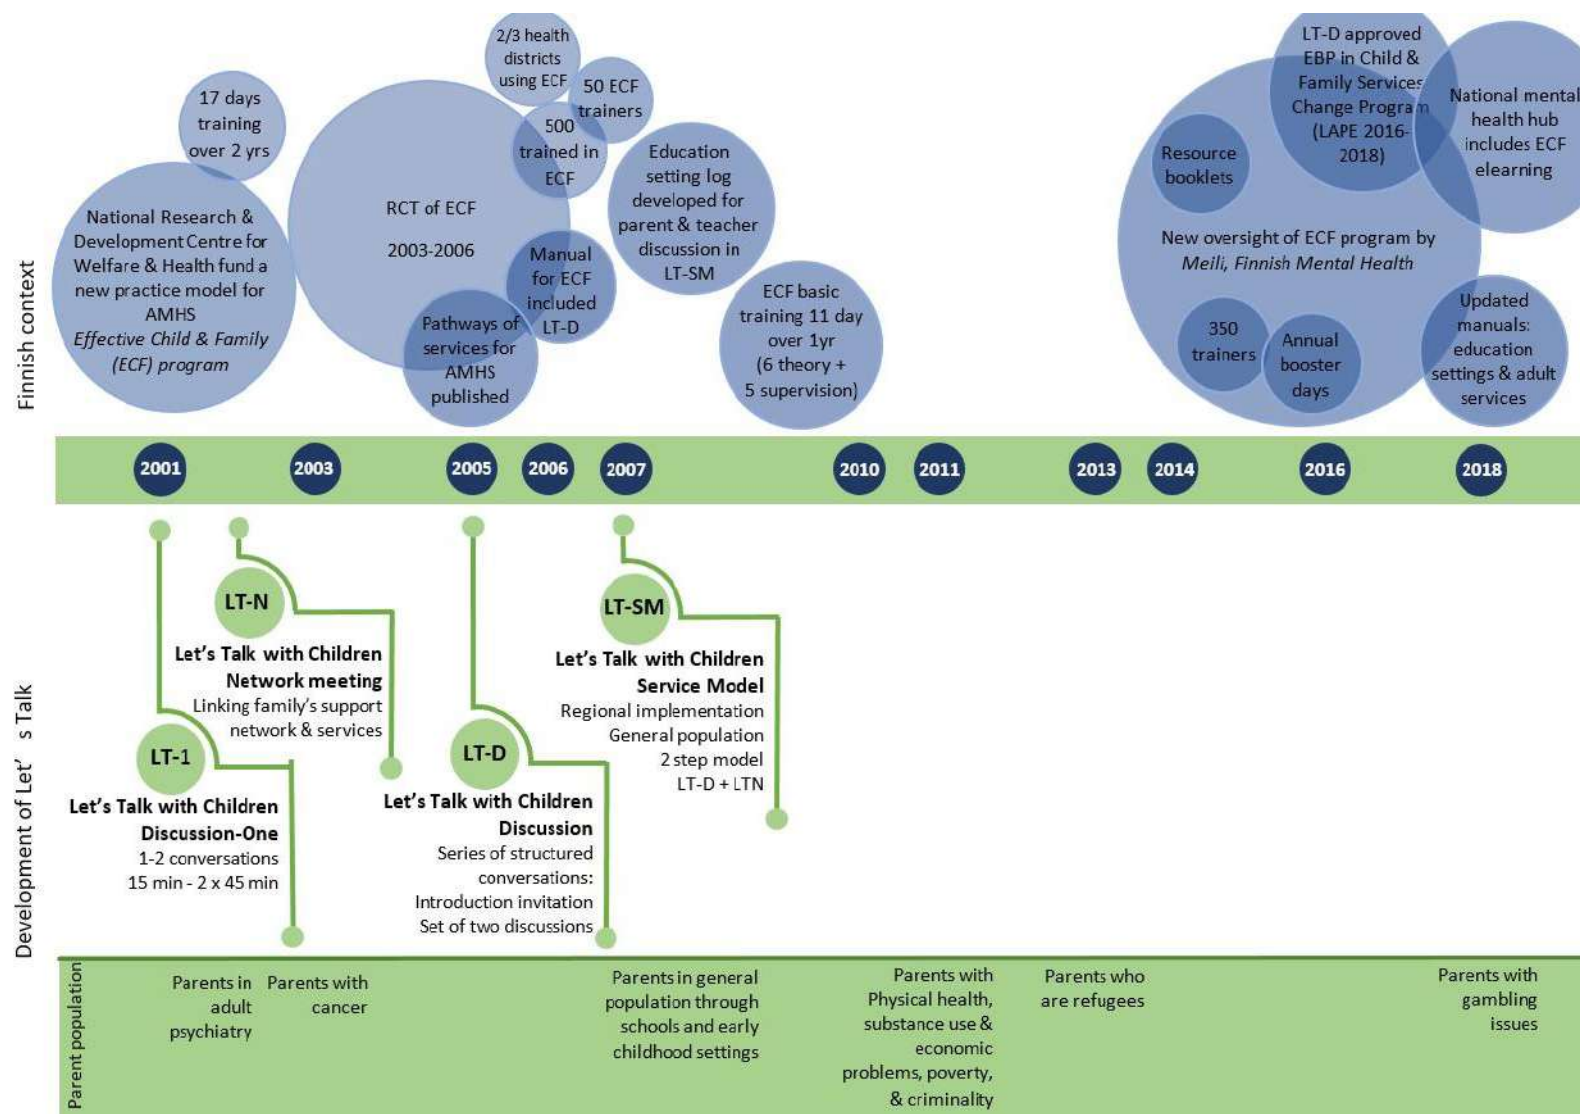 Finnish context
17 days
training
over 2 yrs
National Research &
Development Centre for
Welfare & Health fund a
new practice model for
AMHS
Effective Child & Family
(ECF) program
RCT of ECF
2003-2006
2/3 health
districts
using ECF
50 ECF
trainers
500
trained in
ECF
Manual
for ECF
included
LT-D
Pathways of
services for
AMHS
published
Education
setting log
developed for
parent & teacher
discussion in
LT-SM
ECF basic
training 11 day
over 1yr
(6 theory +
5 supervision)
LT-D approved
EBP in Child &
Family Services
Change Program
(LAPE 2016-
2018)
National mental
health hub
includes ECF
elearning
Resource
booklets
New oversight of ECF program by
Meili, Finnish Mental Health
350
trainers
Annual
booster
days
Updated
manuals:
education
settings & adult
services
2001
2003
2005
2006
2007
2010
2011
2013
2014
2016
2018
Development of Let' s Talk
LT-N
Let's Talk with Children
Network meeting
Linking family's support
network & services
LT-1
Let's Talk with Children
Discussion-One
1-2 conversations
15 min - 2 x 45 min
LT-D
Let's Talk with Children
Discussion
Series of structured
conversations:
Introduction invitation
Set of two discussions
LT-SM
Let's Talk with Children
Service Model
Regional implementation
General population
2 step model
LT-D + LTN
Parent population
Parents in
adult
psychiatry
Parents with
cancer
Parents in general
population through
schools and early
childhood settings
Parents with
Physical health,
substance use &
economic
problems, poverty,
& criminality
Parents who
are refugees
Parents with
gambling
issues